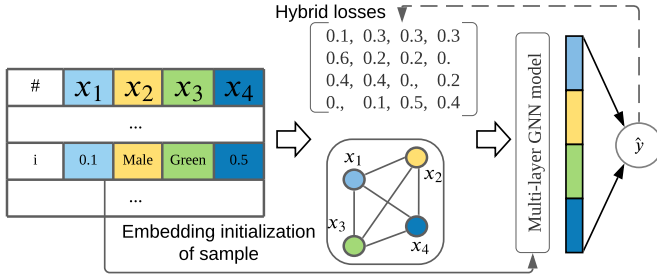 Hybrid losses
0.1, 0.3, 0.3, 0.3
0.6, 0.2, 0.2, 0.
0.4, 0.4, 0., 0.2
0., 0.1, 0.5, 0.4
# x₁ x₂ x₃ x₄
...
i 0.1 Male Green 0.5
...
Embedding initialization
of sample
x₁
x₂
x₃
x₄
Multi-layer GNN model
ŷ